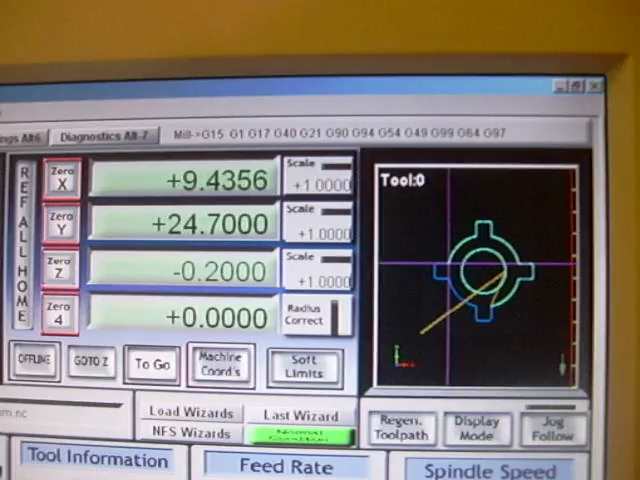 ngs Alt6 Diagnostics Alt-7 Mill->G15 G1 G17 G40 G21 G90 G94 G54 G49 G99 G64 G97
REF ALL HOME
Zero X +9.4356 Scale +1.0000
Zero Y +24.7000 Scale +1.0000
Zero Z -0.2000 Scale +1.0000
Zero 4 +0.0000 Radius Correct
Tool:0
OFFLINE GOTO Z To Go Machine Coord's Soft Limits
m.nc Load Wizards Last Wizard
NFS Wizards Normal Condition
Regen. Toolpath Display Mode Jog Follow
Tool Information Feed Rate Spindle Speed